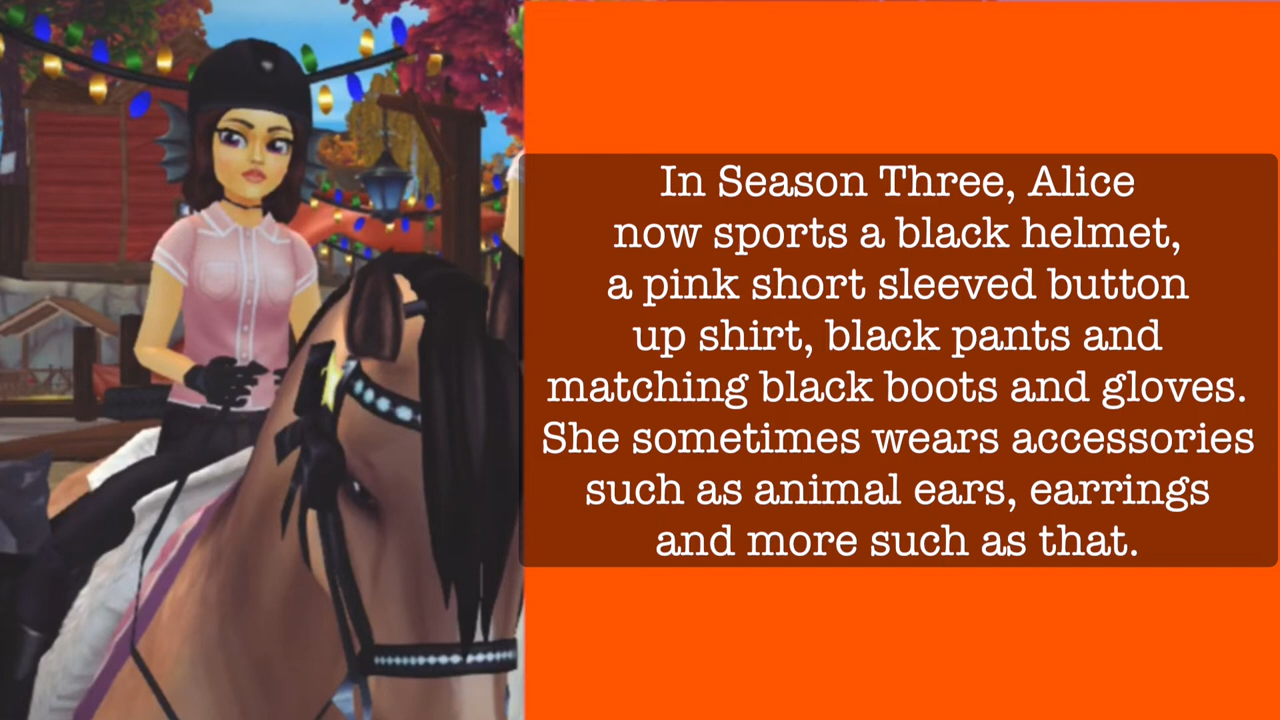 In Season Three, Alice
now sports a black helmet,
a pink short sleeved button
up shirt, black pants and
matching black boots and gloves.
She sometimes wears accessories
such as animal ears, earrings
and more such as that.